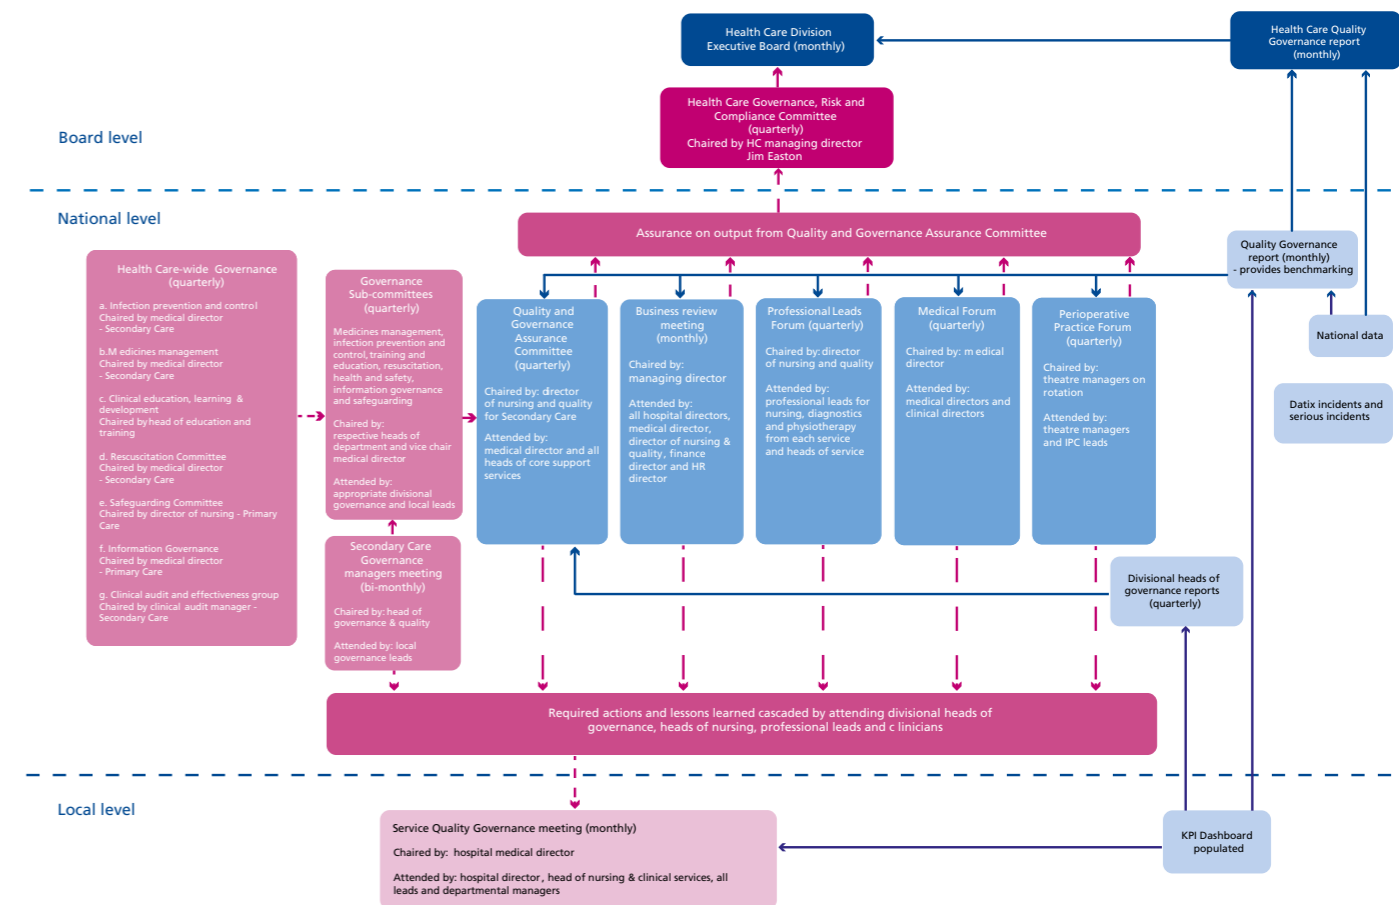 Health Care Division
Executive Board (monthly)
Health Care Quality
Governance report
(monthly)
Health Care Governance, Risk and
Compliance Committee
(quarterly)
Chaired by HC managing director
Jim Easton
Board level
National level
Assurance on output from Quality and Governance Assurance Committee
Quality Governance
report (monthly)
- provides benchmarking
Health Care-wide Governance
(quarterly)
a. Infection prevention and control
Chaired by medical director
- Secondary Care
b.M edicines management
Chaired by medical director
- Secondary Care
c. Clinical education, learning &
development
Chaired by head of education and
training
d. Rescuscitation Committee
Chaired by medical director
- Secondary Care
e. Safeguarding Committee
Chaired by director of nursing - Primary
Care
f. Information Governance
Chaired by medical director
- Primary Care
g. Clinical audit and effectiveness group
Chaired by clinical audit manager -
Secondary Care
Governance
Sub-committees
(quarterly)
Medicines management,
infection prevention and
control, training and
education, resuscitation,
health and safety,
information governance
and safeguarding
Chaired by:
respective heads of
department and vice chair
medical director
Attended by:
appropriate divisional
governance and local leads
Quality and
Governance
Assurance
Committee
(quarterly)
Chaired by: director
of nursing and quality
for Secondary Care
Attended by:
medical director and all
heads of core support
services
Business review
meeting
(monthly)
Chaired by:
managing director
Attended by:
all hospital directors,
medical director,
director of nursing &
quality, finance
director and HR
director
Professional Leads
Forum (quarterly)
Chaired by: director
of nursing and quality
Attended by:
professional leads for
nursing, diagnostics
and physiotherapy
from each service
and heads of service
Medical Forum
(quarterly)
Chaired by: m edical
director
Attended by:
medical directors and
clinical directors
Perioperative
Practice Forum
(quarterly)
Chaired by:
theatre managers on
rotation
Attended by:
theatre managers
and IPC leads
National data
Datix incidents and
serious incidents
Secondary Care
Governance
managers meeting
(bi-monthly)
Chaired by: head of
governance & quality
Attended by: local
governance leads
Divisional heads of
governance reports
(quarterly)
Required actions and lessons learned cascaded by attending divisional heads of
governance, heads of nursing, professional leads and c linicians
Local level
Service Quality Governance meeting (monthly)
Chaired by: hospital medical director
Attended by: hospital director, head of nursing & clinical services, all
leads and departmental managers
KPI Dashboard
populated